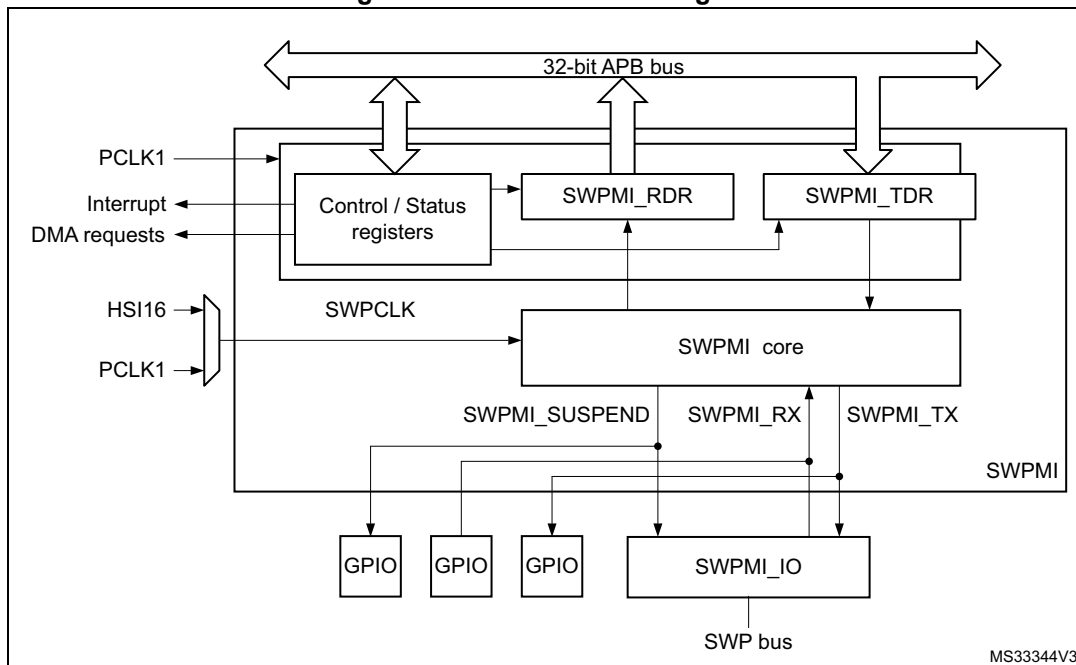 32-bit APB bus
PCLK1
Interrupt
DMA requests
Control / Status
registers
SWPMI_RDR
SWPMI_TDR
HSI16
PCLK1
SWPCLK
SWPMI core
SWPMI_SUSPEND
SWPMI_RX
SWPMI_TX
SWPMI
GPIO
GPIO
GPIO
SWPMI_IO
SWP bus
MS33344V3